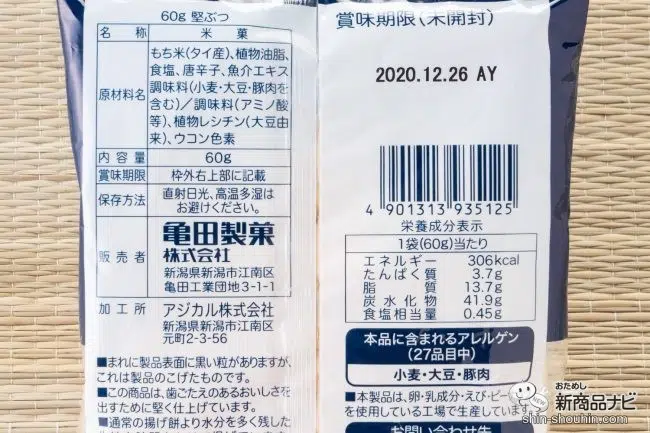 60g 堅ぶつ
名称 米菓
原材料名 もち米(タイ産)、植物油脂、
食塩、唐辛子、魚介エキス
調味料(小麦・大豆・豚肉を
含む)／調味料(アミノ酸
等)、植物レシチン(大豆由
来)、ウコン色素
内容量 60g
賞味期限 枠外右上部に記載
保存方法 直射日光、高温多湿は
お避けください。
販売者 亀田製菓
株式会社
新潟県新潟市江南区
亀田工業団地3-1-1
加工所 アジカル株式会社
新潟県新潟市江南区
元町2-3-56
■まれに製品表面に黒い粒がありますが、
これは製品のこげたものです。
■この商品は、歯ごたえのあるおいしさを
出すために堅く仕上げています。
■通常の揚げ餅より水分を多く残した
賞味期限(未開封)
2020.12.26 AY
4 901313 935125
栄養成分表示
1袋(60g)当たり
エネルギー 306kcal
たんぱく質 3.7g
脂質 13.7g
炭水化物 41.9g
食塩相当量 0.45g
本品に含まれるアレルゲン
(27品目中)
小麦・大豆・豚肉
■本製品は、卵・乳成分・えび・ピー
を使用している工場で生産しています
お問い合わせ先
おためし
新商品ナビ
shin-shouhin.com